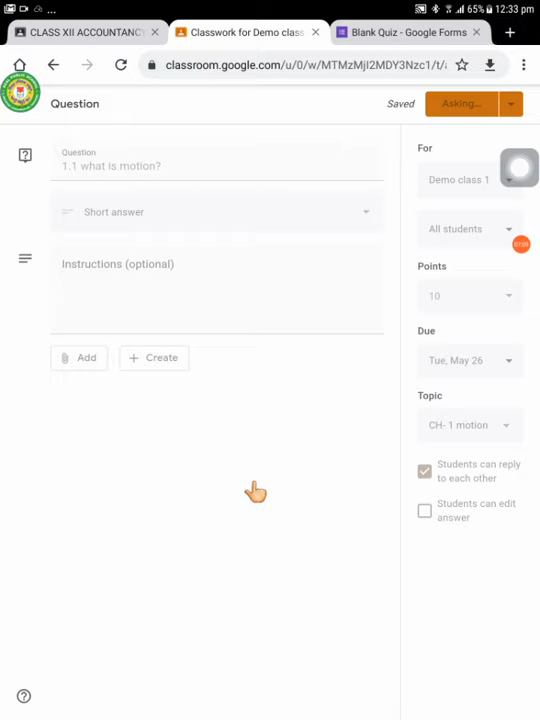 ... 65% 12:33 pm
CLASS XII ACCOUNTANCY
Classwork for Demo class
Blank Quiz - Google Forms
classroom.google.com/u/0/w/MTMzMjI2MDY3Nzc1/t/
Question
Saved
Asking...
Question
1.1 what is motion?
Short answer
Instructions (optional)
Add
Create
For
Demo class 1
All students
07:09
Points
10
Due
Tue, May 26
Topic
CH- 1 motion
Students can reply
to each other
Students can edit
answer